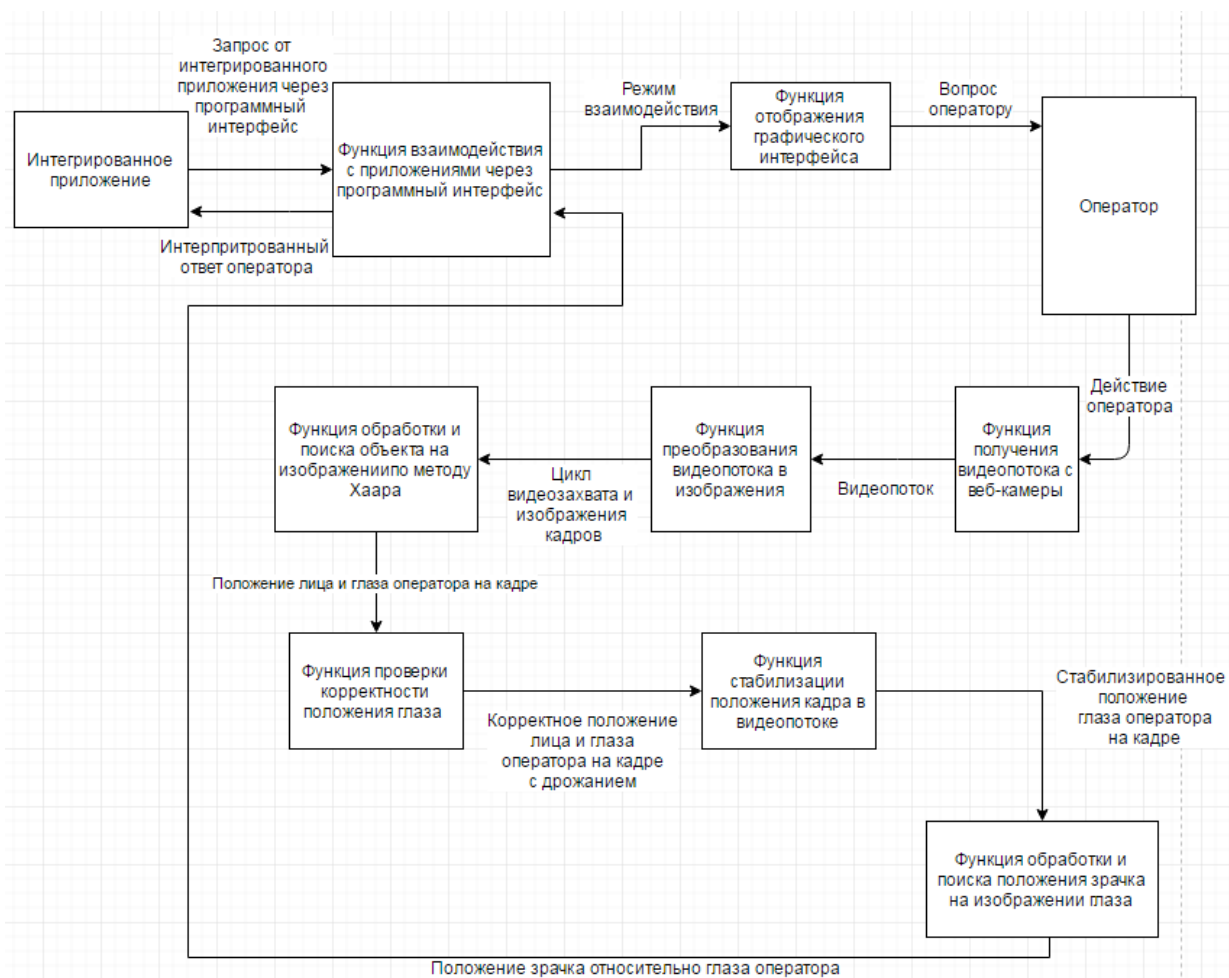 Запрос от
интегрированного
приложения через
программный
интерфейс
Интегрированное
приложение
Функция взаимодействия
с приложениями через
программный интерфейс
Интерпритрованный
ответ оператора
Режим
взаимодействия
Функция
отображения
графического
интерфейса
Вопрос
оператору
Оператор
Действие
оператора
Функция
получения
видеопотока с
веб-камеры
Видеопоток
Функция
преобразования
видеопотока в
изображения
Цикл
видеозахвата и
изображения
кадров
Функция обработки и
поиска объекта на
изображениипо методу
Хаара
Положение лица и глаза оператора на кадре
Функция проверки
корректности
положения глаза
Корректное положение
лица и глаза
оператора на кадре
с дрожанием
Функция
стабилизации
положения кадра в
видеопотоке
Стабилизированное
положение
глаза оператора
на кадре
Функция обработки и
поиска положения зрачка
на изображении глаза
Положение зрачка относительно глаза оператора